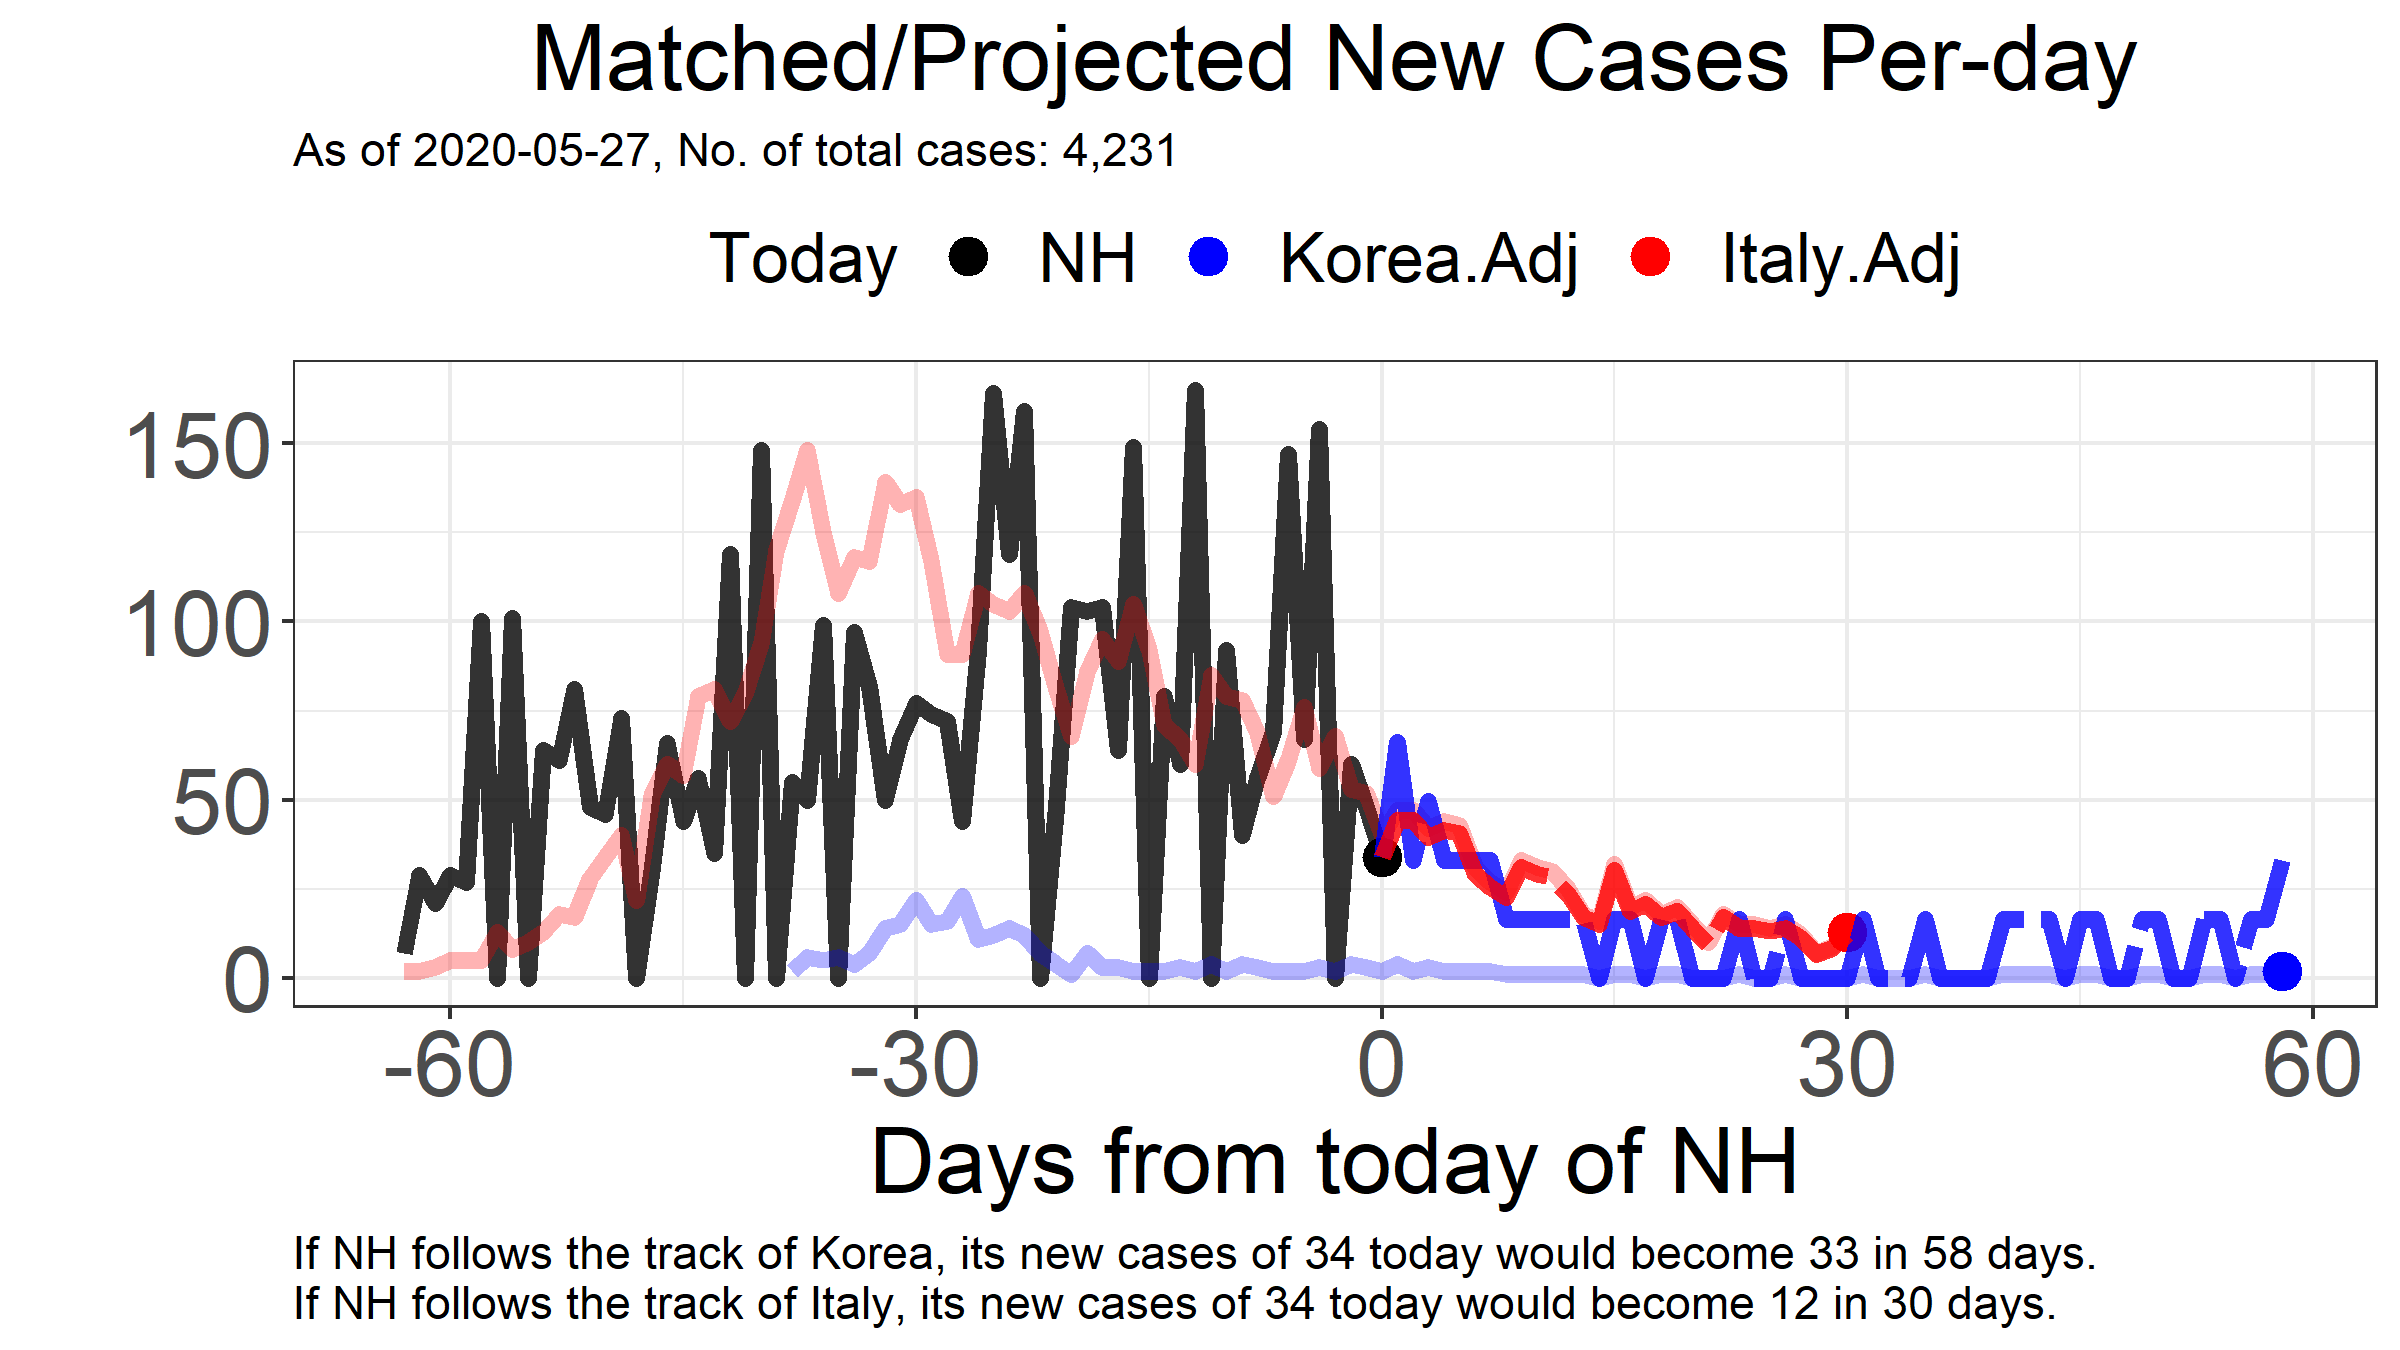 Matched/Projected New Cases Per-day
As of 2020-05-27, No. of total cases: 4,231
Today NH Korea.Adj Italy.Adj
150
100
50
0
-60 -30 0 30 60
Days from today of NH
If NH follows the track of Korea, its new cases of 34 today would become 33 in 58 days.
If NH follows the track of Italy, its new cases of 34 today would become 12 in 30 days.